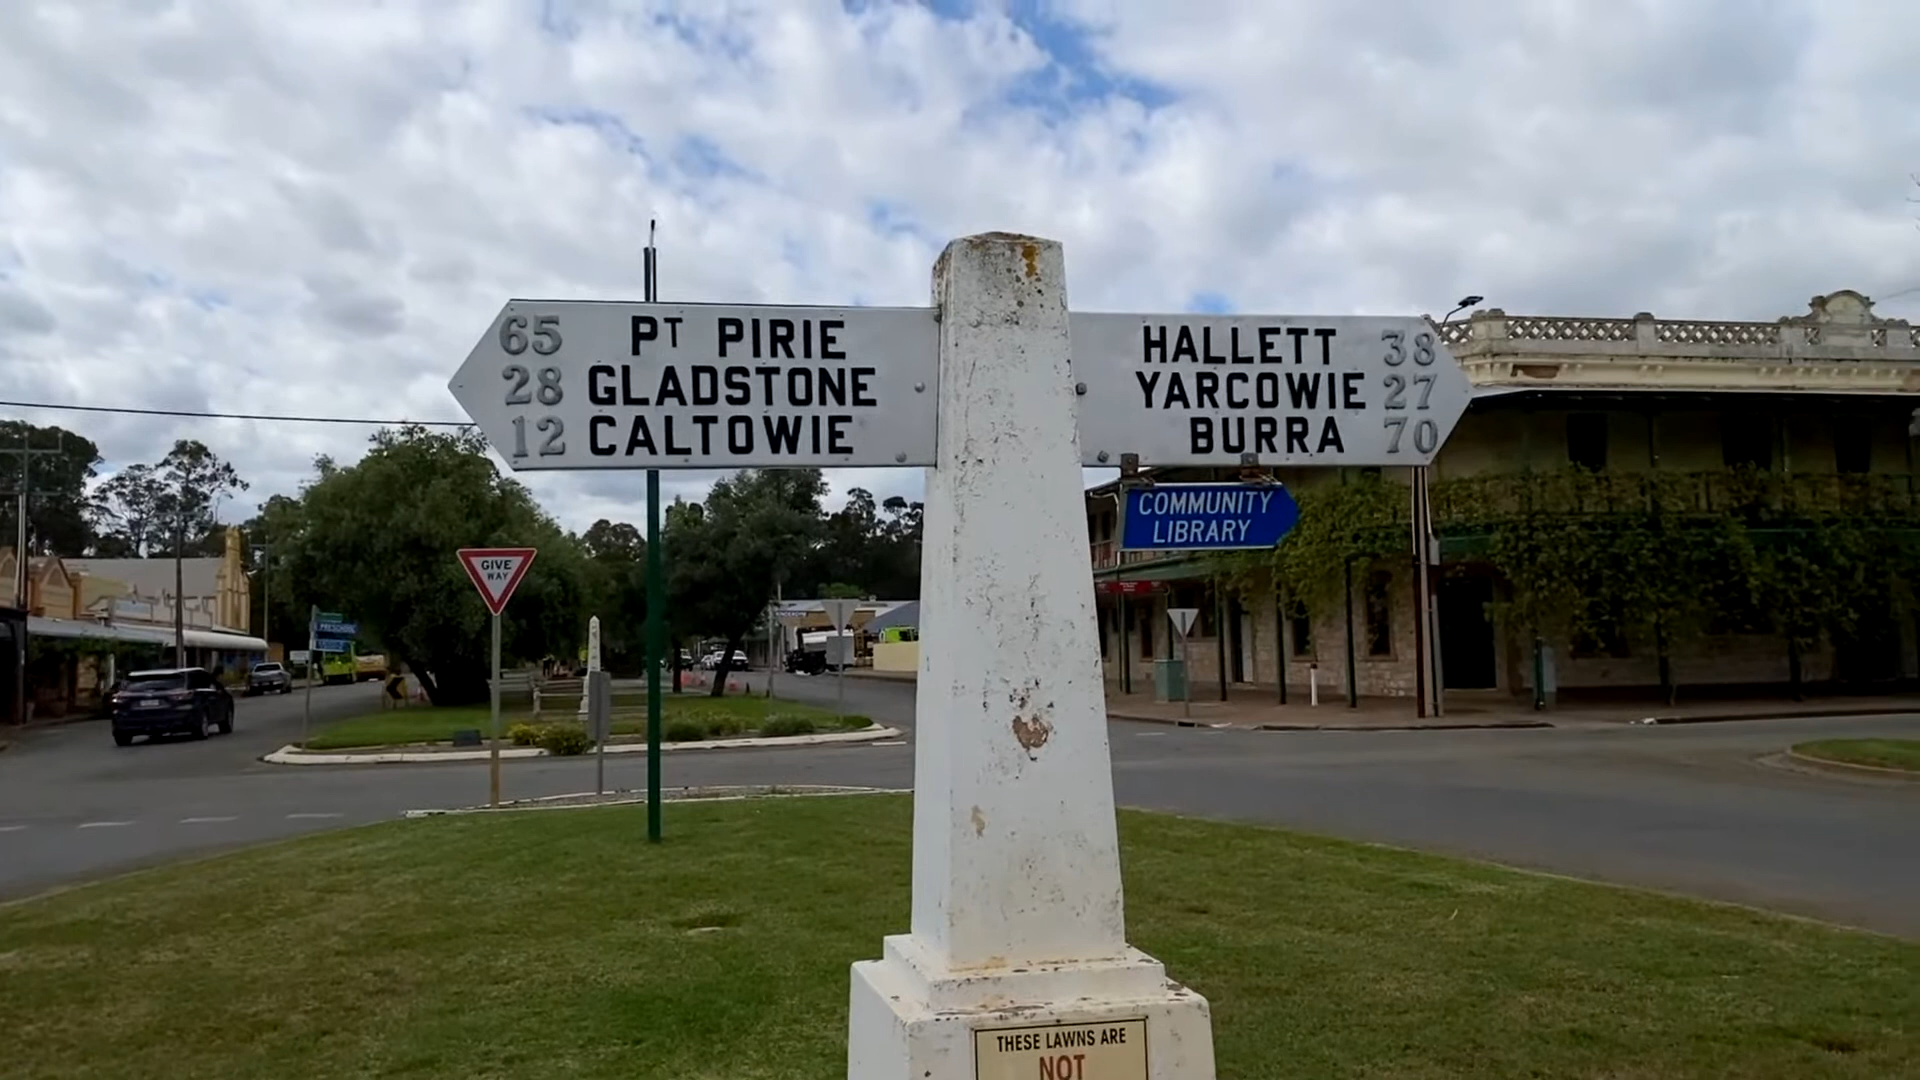 65 PT PIRIE
28 GLADSTONE
12 CALTOWIE
HALLETT 38
YARCOWIE 27
BURRA 70
COMMUNITY
LIBRARY
GIVE
WAY
PRESCHOOL
THESE LAWNS ARE
NOT